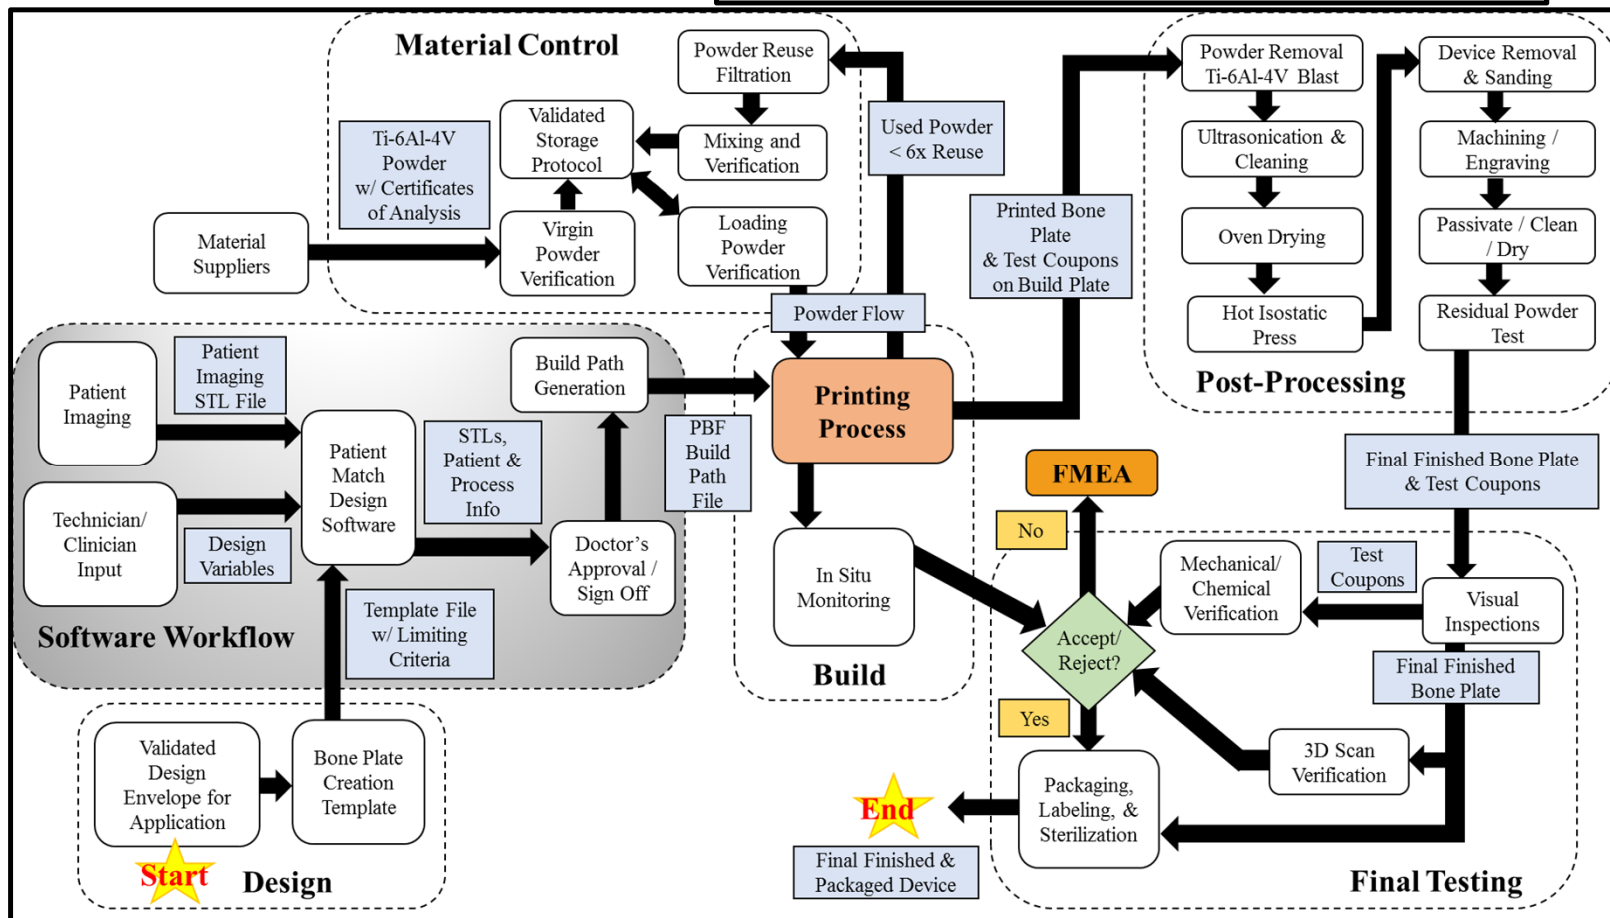 Material Control
Powder Reuse
Filtration
Mixing and
Verification
Validated
Storage
Protocol
Ti-6Al-4V
Powder
w/ Certificates
of Analysis
Used Powder
< 6x Reuse
Material
Suppliers
Virgin
Powder
Verification
Loading
Powder
Verification
Powder Flow
Printed Bone
Plate
& Test Coupons
on Build Plate
Powder Removal
Ti-6Al-4V Blast
Ultrasonication &
Cleaning
Oven Drying
Hot Isostatic
Press
Device Removal
& Sanding
Machining /
Engraving
Passivate / Clean
/ Dry
Residual Powder
Test
Post-Processing
Patient
Imaging
Patient
Imaging
STL File
Technician/
Clinician
Input
Design
Variables
Patient
Match
Design
Software
STLs,
Patient &
Process
Info
Build Path
Generation
Doctor's
Approval /
Sign Off
Template File
w/ Limiting
Criteria
Software Workflow
PBF
Build
Path
File
Printing
Process
In Situ
Monitoring
Build
Validated
Design
Envelope for
Application
Bone Plate
Creation
Template
Start
Design
Final Finished Bone Plate
& Test Coupons
FMEA
No
Mechanical/
Chemical
Verification
Test
Coupons
Visual
Inspections
Accept/
Reject?
Final Finished
Bone Plate
Yes
3D Scan
Verification
Packaging,
Labeling, &
Sterilization
End
Final Finished &
Packaged Device
Final Testing